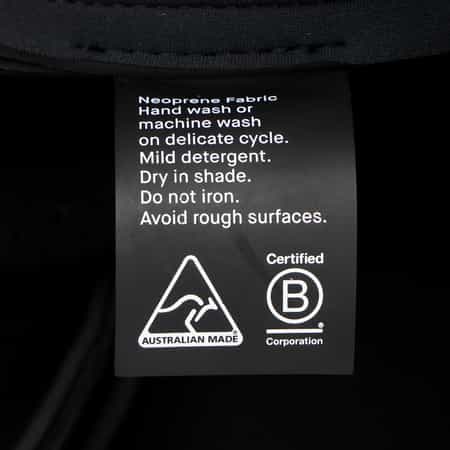 Neoprene Fabric
Hand wash or
machine wash
on delicate cycle.
Mild detergent.
Dry in shade.
Do not iron.
Avoid rough surfaces.
Certified
B
Corporation
AUSTRALIAN MADE